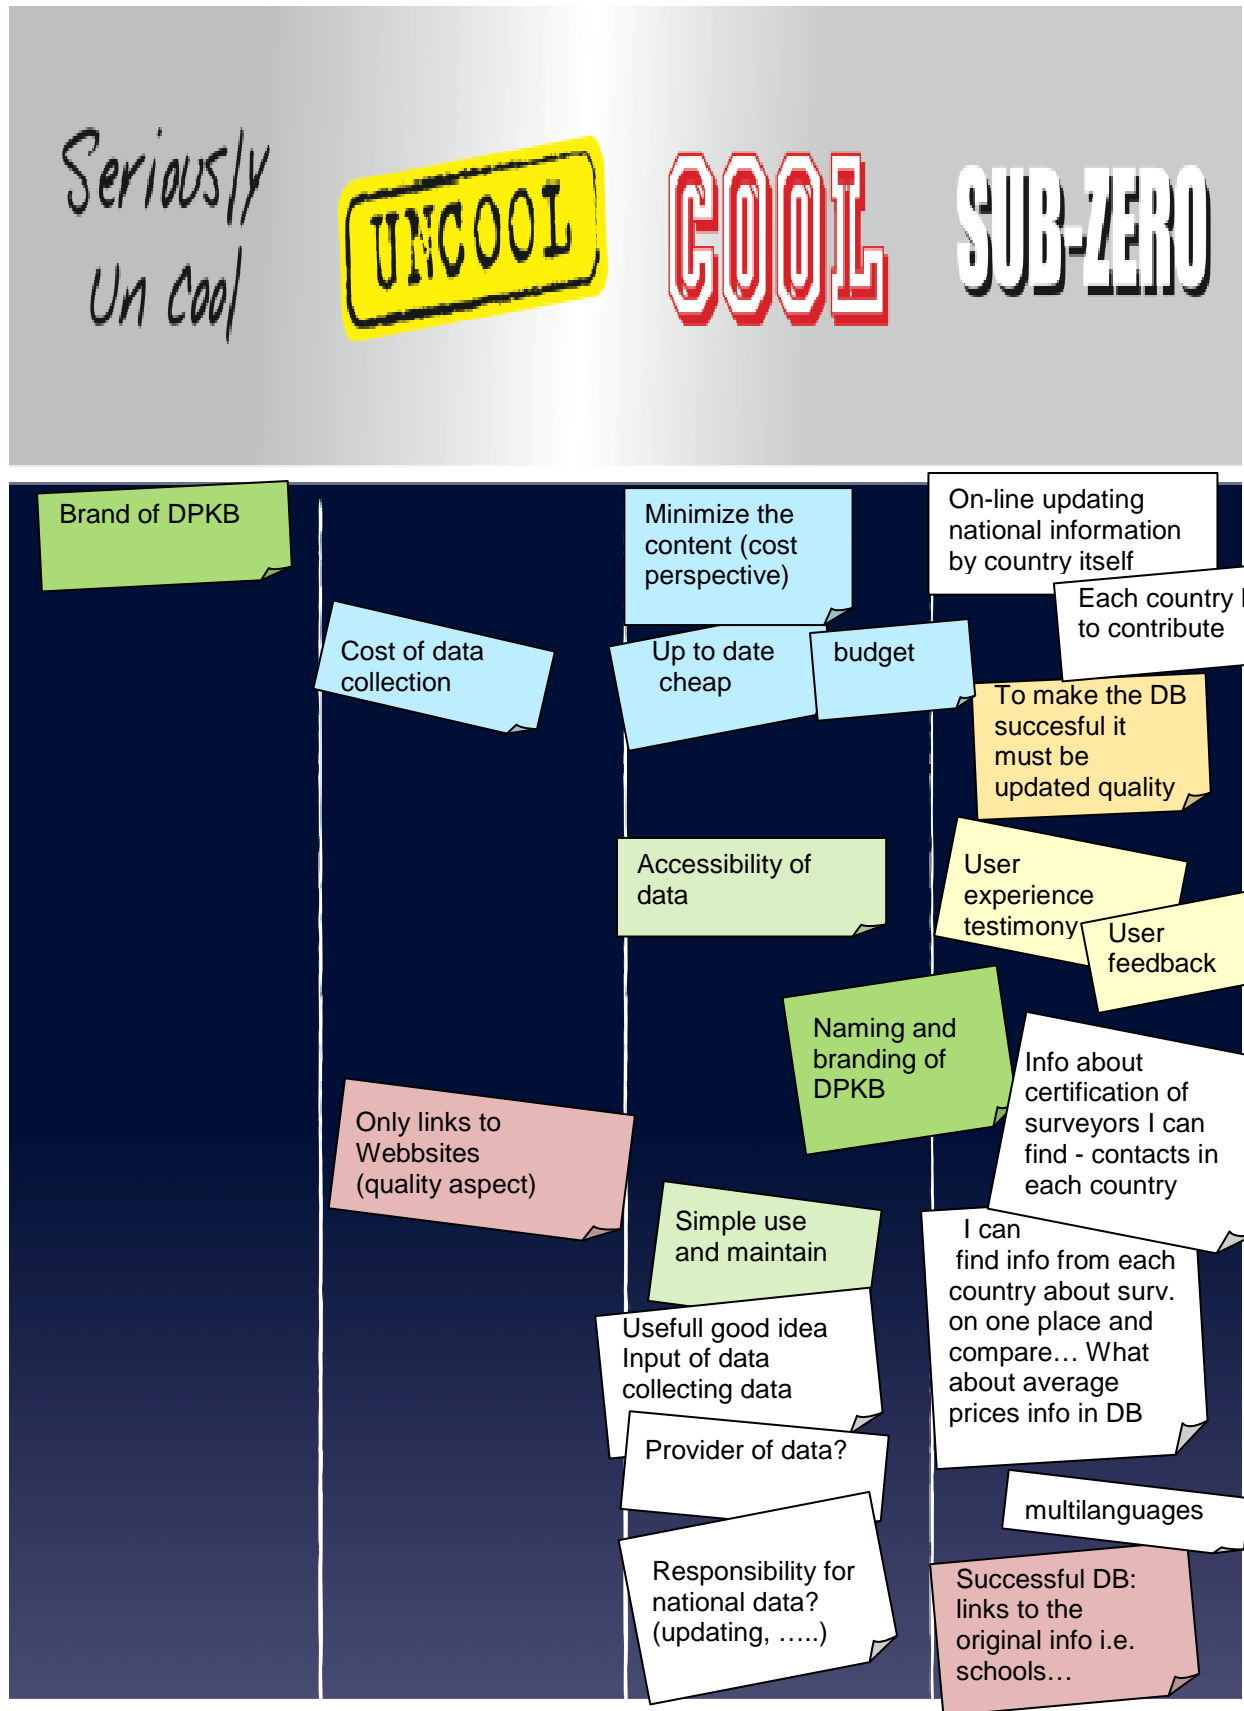 Seriously
Un cool
UNCOOL
COOL
SUB-ZERO
Brand of DPKB
Cost of data
collection
Only links to
Webbsites
(quality aspect)
Minimize the
content (cost
perspective)
Up to date
cheap
budget
Accessibility of
data
Naming and
branding of
DPKB
Simple use
and maintain
Usefull good idea
Input of data
collecting data
Provider of data?
Responsibility for
national data?
(updating, …..)
On-line updating
national information
by country itself
Each country
to contribute
To make the DB
succesful it
must be
updated quality
User
experience
testimony
User
feedback
Info about
certification of
surveyors I can
find - contacts in
each country
I can
find info from each
country about surv.
on one place and
compare… What
about average
prices info in DB
multilanguages
Successful DB:
links to the
original info i.e.
schools…